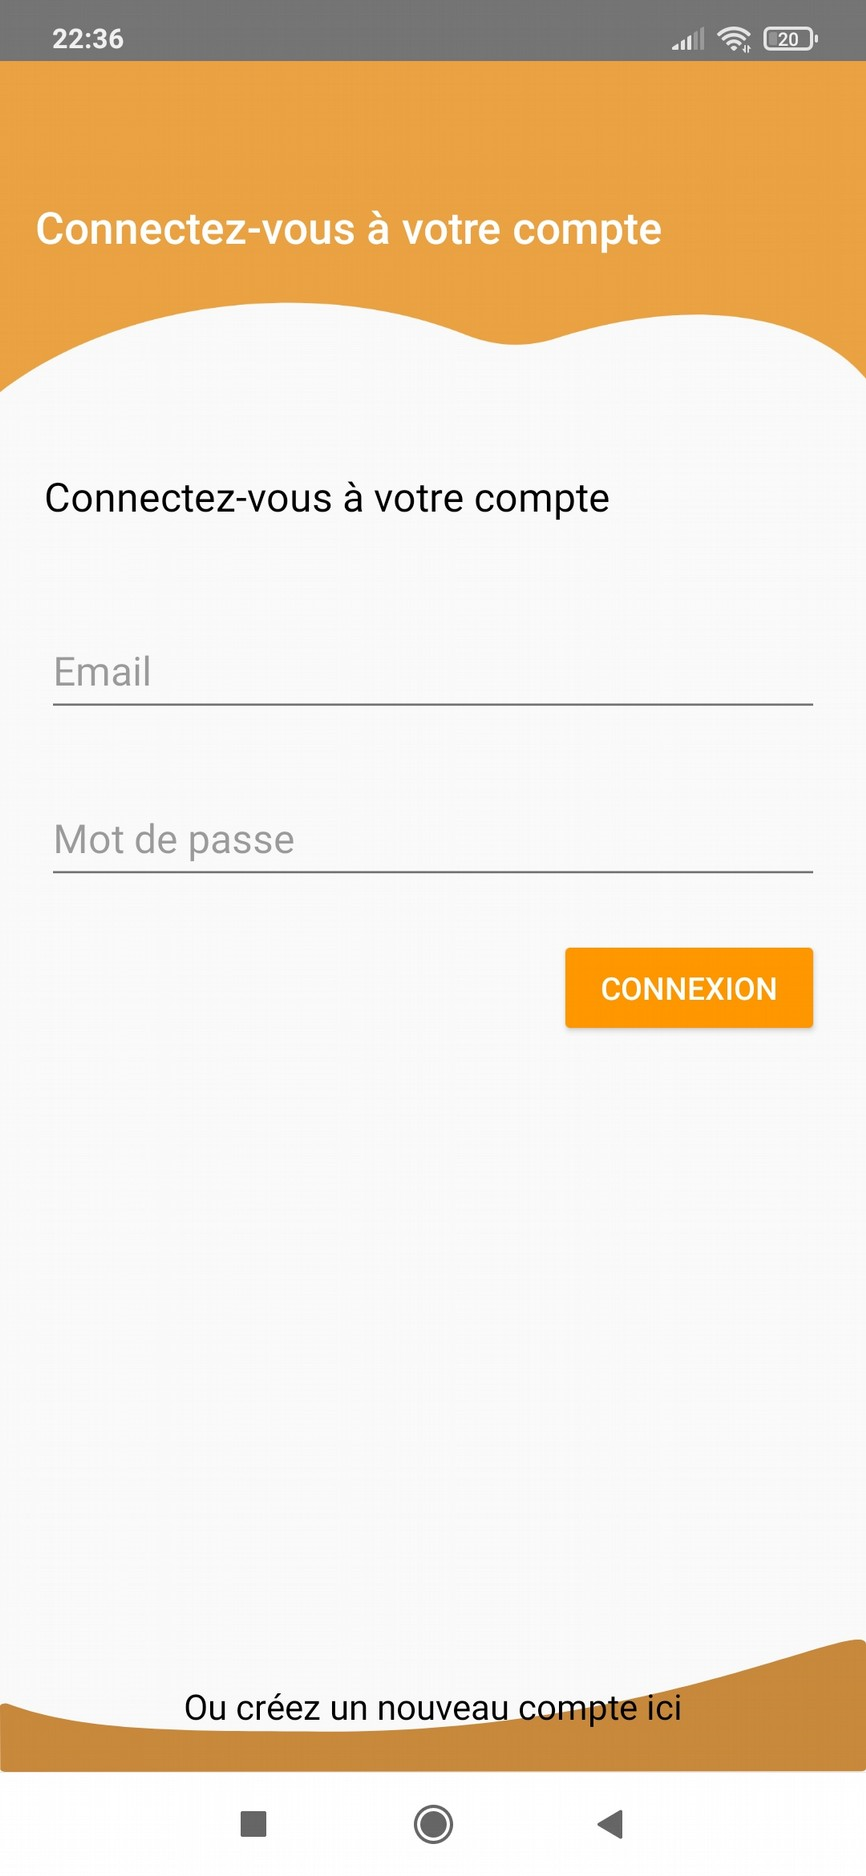 22:36
20
Connectez-vous à votre compte
Connectez-vous à votre compte
Email
Mot de passe
CONNEXION
Ou créez un nouveau compte ici